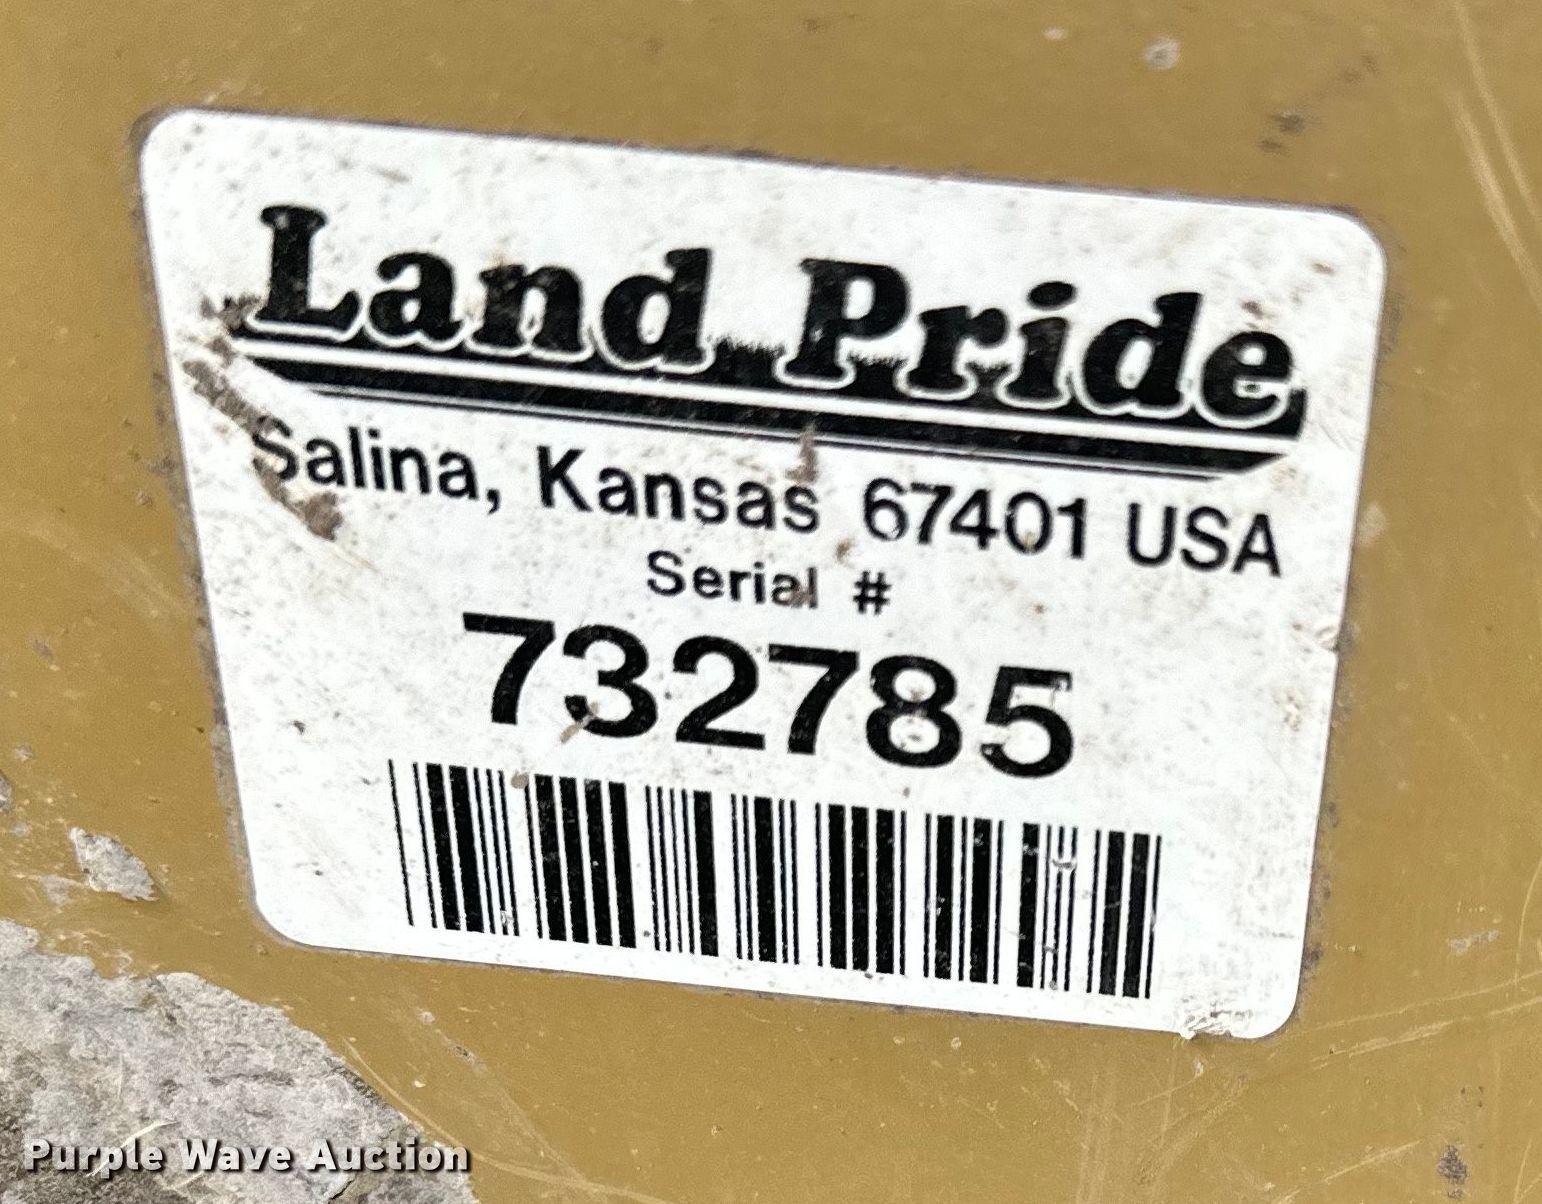 Land Pride
Salina, Kansas 67401 USA
Serial #
732785
Purple Wave Auction